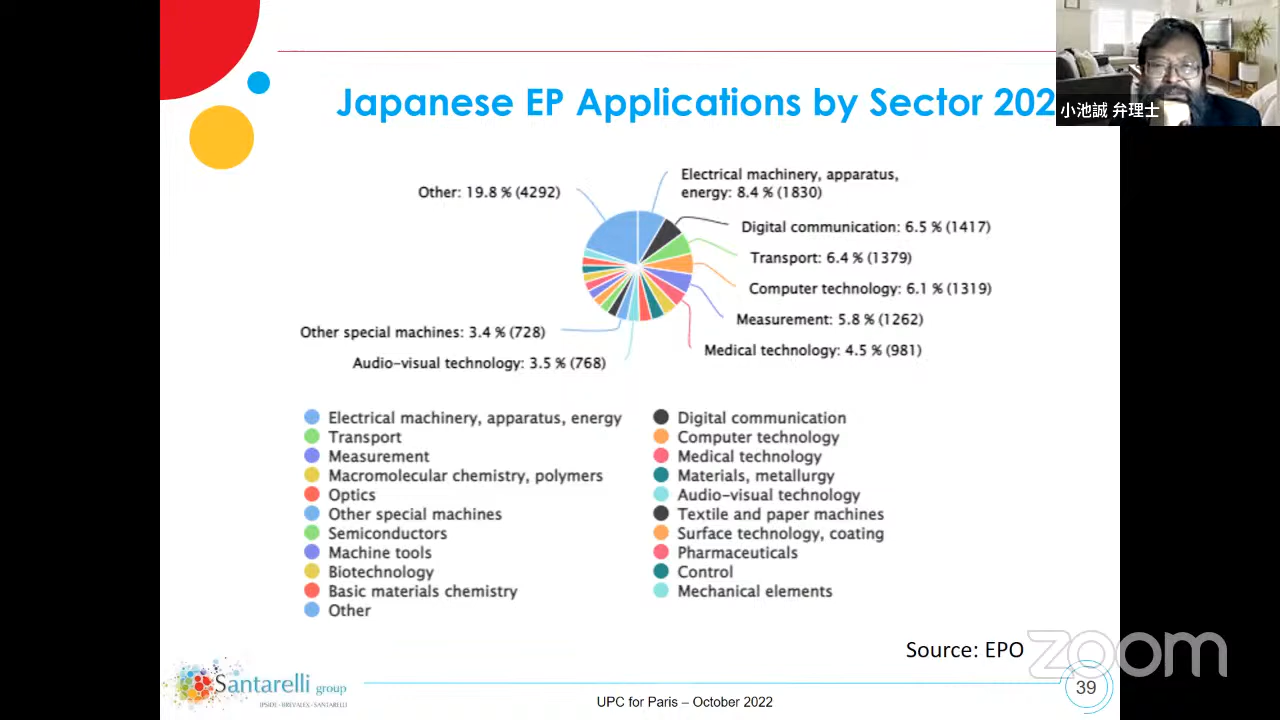 Japanese EP Applications by Sector 202
小池誠 弁理士
Other: 19.8 % (4292)
Electrical machinery, apparatus,
energy: 8.4 % (1830)
Digital communication: 6.5 % (1417)
Transport: 6.4 % (1379)
Computer technology: 6.1 % (1319)
Measurement: 5.8 % (1262)
Medical technology: 4.5 % (981)
Other special machines: 3.4 % (728)
Audio-visual technology: 3.5 % (768)
Electrical machinery, apparatus, energy
Digital communication
Transport
Computer technology
Measurement
Medical technology
Macromolecular chemistry, polymers
Materials, metallurgy
Optics
Audio-visual technology
Other special machines
Textile and paper machines
Semiconductors
Surface technology, coating
Machine tools
Pharmaceuticals
Biotechnology
Control
Basic materials chemistry
Mechanical elements
Other
Source: EPO
zoom
Santarelli group
IPSIDE · BREVALEX · SANTARELLI
UPC for Paris – October 2022
39